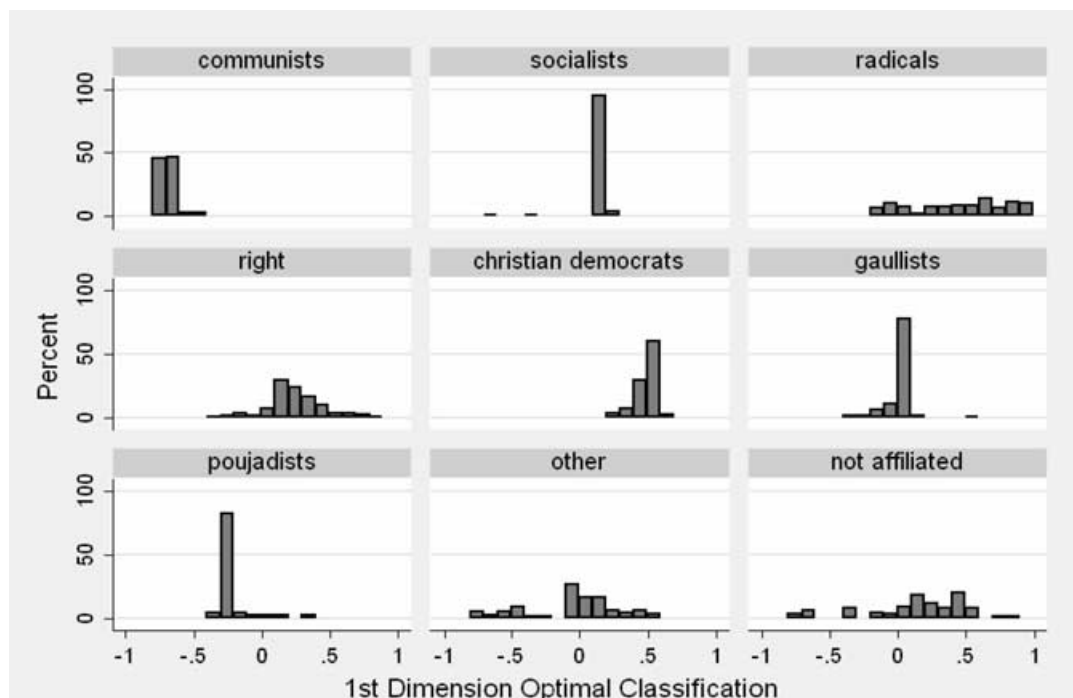 communists
socialists
radicals
100
50
0
right
christian democrats
gaullists
Percent
100
50
0
poujadists
other
not affiliated
100
50
0
-1 -.5 0 .5 1 -1 -.5 0 .5 1 -1 -.5 0 .5 1
1st Dimension Optimal Classification